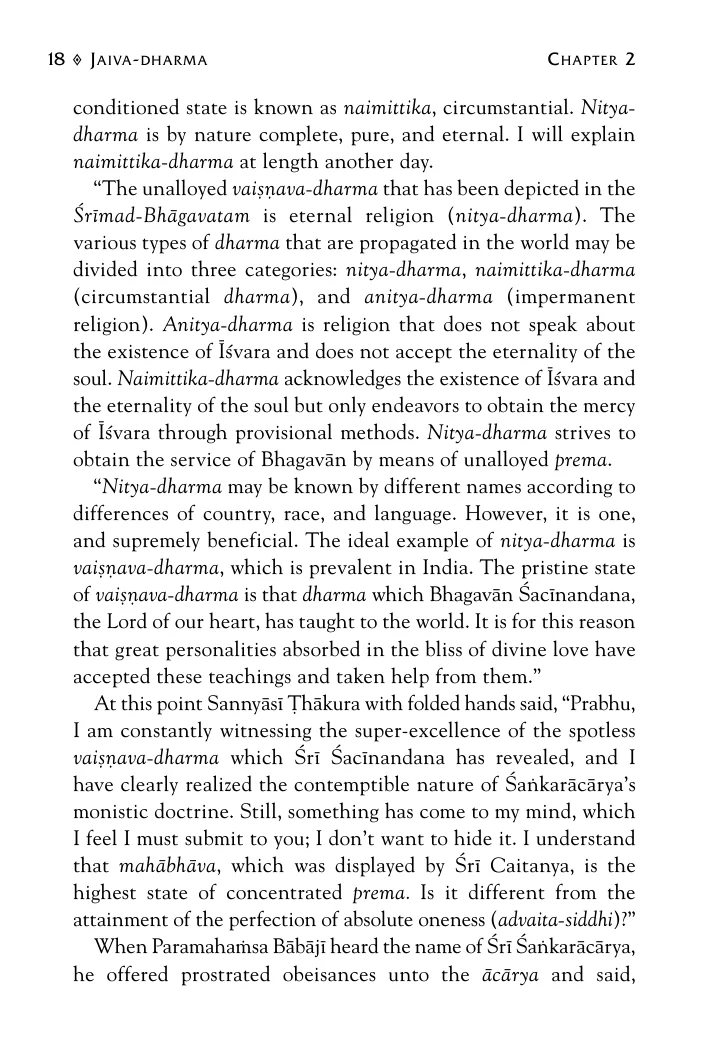 18 ⟡ JAIVA-DHARMA CHAPTER 2
conditioned state is known as naimittika, circumstantial. Nitya-
dharma is by nature complete, pure, and eternal. I will explain
naimittika-dharma at length another day.
“The unalloyed vaiṣṇava-dharma that has been depicted in the
Śrīmad-Bhāgavatam is eternal religion (nitya-dharma). The
various types of dharma that are propagated in the world may be
divided into three categories: nitya-dharma, naimittika-dharma
(circumstantial dharma), and anitya-dharma (impermanent
religion). Anitya-dharma is religion that does not speak about
the existence of Īśvara and does not accept the eternality of the
soul. Naimittika-dharma acknowledges the existence of Īśvara and
the eternality of the soul but only endeavors to obtain the mercy
of Īśvara through provisional methods. Nitya-dharma strives to
obtain the service of Bhagavān by means of unalloyed prema.
“Nitya-dharma may be known by different names according to
differences of country, race, and language. However, it is one,
and supremely beneficial. The ideal example of nitya-dharma is
vaiṣṇava-dharma, which is prevalent in India. The pristine state
of vaiṣṇava-dharma is that dharma which Bhagavān Śacīnandana,
the Lord of our heart, has taught to the world. It is for this reason
that great personalities absorbed in the bliss of divine love have
accepted these teachings and taken help from them.”
At this point Sannyāsī Ṭhākura with folded hands said, “Prabhu,
I am constantly witnessing the super-excellence of the spotless
vaiṣṇava-dharma which Śrī Śacīnandana has revealed, and I
have clearly realized the contemptible nature of Śaṅkarācārya’s
monistic doctrine. Still, something has come to my mind, which
I feel I must submit to you; I don’t want to hide it. I understand
that mahābhāva, which was displayed by Śrī Caitanya, is the
highest state of concentrated prema. Is it different from the
attainment of the perfection of absolute oneness (advaita-siddhi)?”
When Paramahaṁsa Bābājī heard the name of Śrī Śaṅkarācārya,
he offered prostrated obeisances unto the ācārya and said,